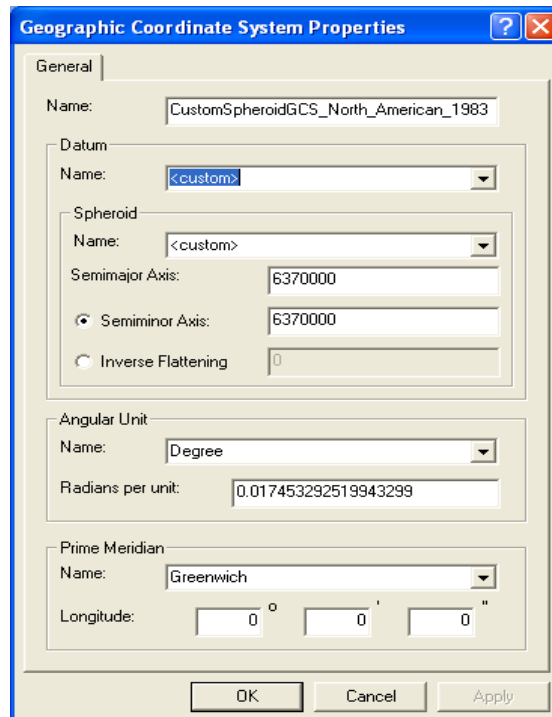 Geographic Coordinate System Properties
General
Name: CustomSpheroidGCS_North_American_1983
Datum
Name: <custom>
Spheroid
Name: <custom>
Semimajor Axis: 6370000
Semiminor Axis: 6370000
Inverse Flattening 0
Angular Unit
Name: Degree
Radians per unit: 0.017453292519943299
Prime Meridian
Name: Greenwich
Longitude: 0 ° 0 ' 0 "
OK Cancel Apply